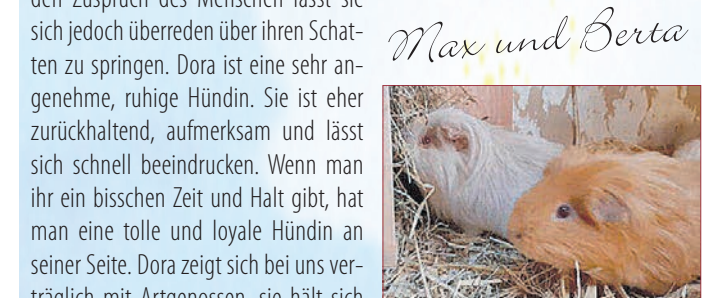 den Zuspruch des Menschen lässt sie
sich jedoch überreden über ihren Schat-
ten zu springen. Dora ist eine sehr an-
genehme, ruhige Hündin. Sie ist eher
zurückhaltend, aufmerksam und lässt
sich schnell beeindrucken. Wenn man
ihr ein bisschen Zeit und Halt gibt, hat
man eine tolle und loyale Hündin an
seiner Seite. Dora zeigt sich bei uns ver-
träglich mit Artgenossen, sie hält sich
Max und Berta